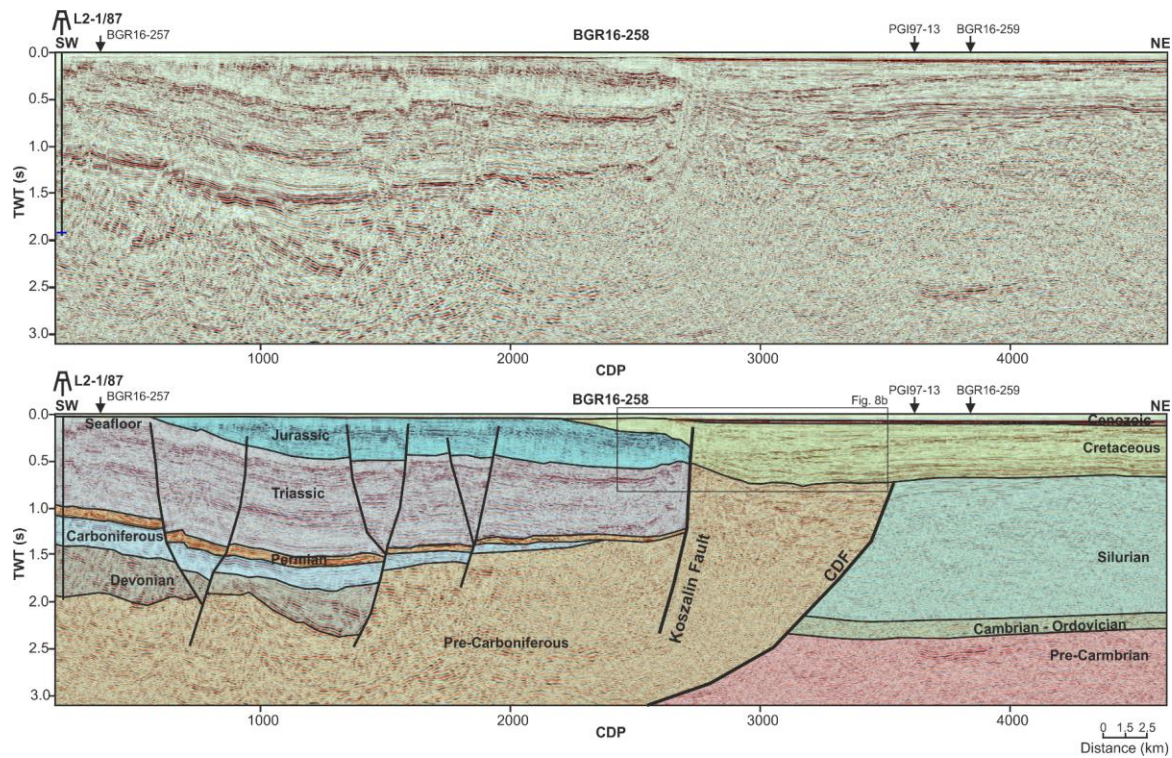 L2-1/87
SW
BGR16-257
BGR16-258
PGI97-13
BGR16-259
NE
0.0
0.5
1.0
1.5
2.0
2.5
3.0
TWT (s)
1000
2000
3000
4000
CDP
L2-1/87
SW
BGR16-257
BGR16-258
PGI97-13
BGR16-259
NE
Fig. 8b
0.0
0.5
1.0
1.5
2.0
2.5
3.0
TWT (s)
Seafloor
Cenozoic
Jurassic
Cretaceous
Triassic
Carboniferous
Permian
Devonian
Silurian
Koszalin Fault
CDF
Pre-Carboniferous
Cambrian - Ordovician
Pre-Carmbrian
1000
2000
3000
4000
CDP
0 1.5 2.5
Distance (km)